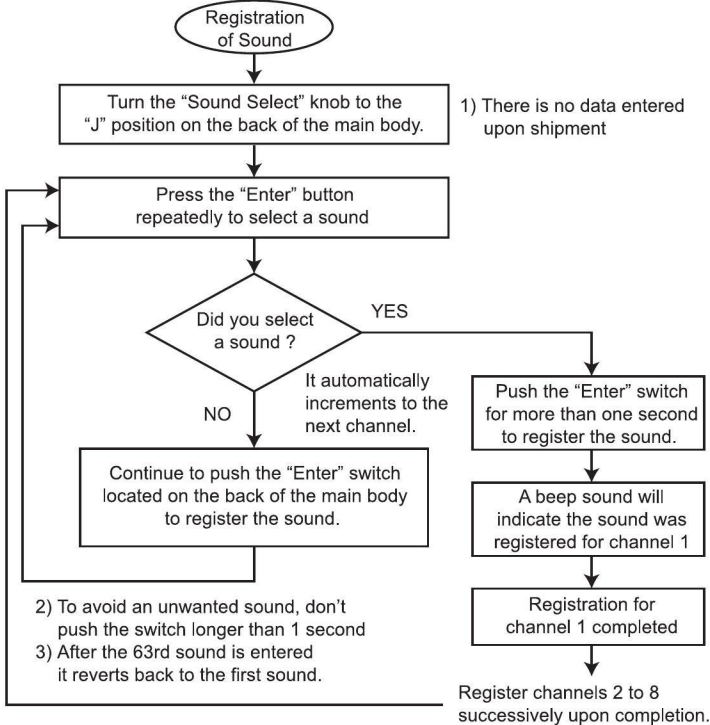 Registration
of Sound
Turn the “Sound Select” knob to the
“J” position on the back of the main body.
1) There is no data entered
upon shipment
Press the “Enter” button
repeatedly to select a sound
Did you select
a sound ?
YES
NO
It automatically
increments to the
next channel.
Push the “Enter” switch
for more than one second
to register the sound.
Continue to push the “Enter” switch
located on the back of the main body
to register the sound.
A beep sound will
indicate the sound was
registered for channel 1
Registration for
channel 1 completed
2) To avoid an unwanted sound, don’t
push the switch longer than 1 second
3) After the 63rd sound is entered
it reverts back to the first sound.
Register channels 2 to 8
successively upon completion.